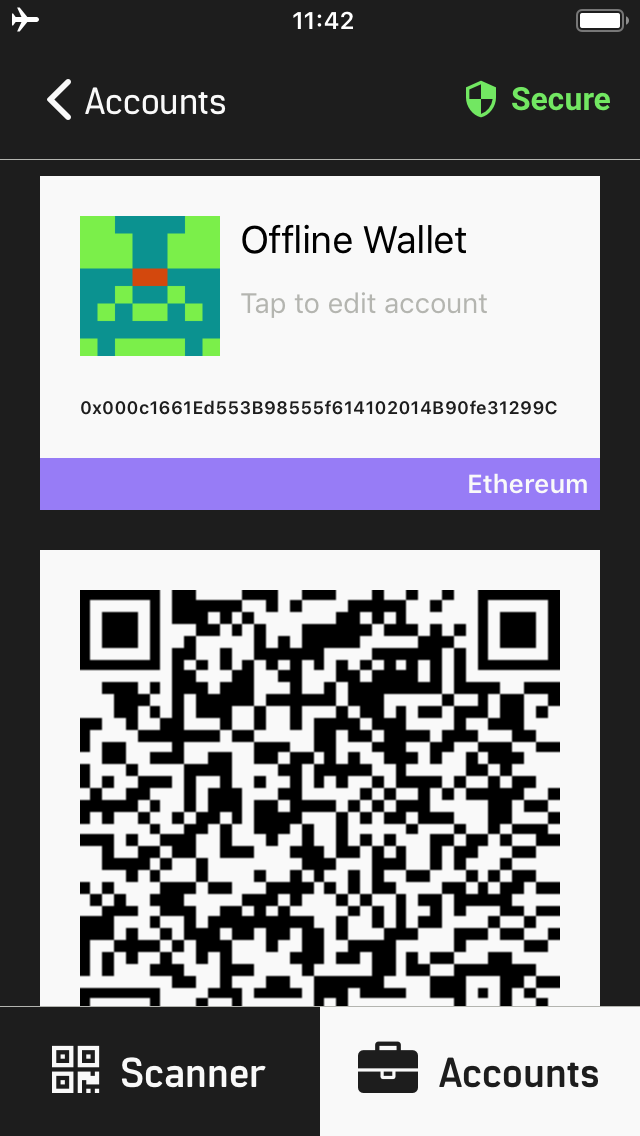 11:42
Accounts
Secure
Offline Wallet
Tap to edit account
0x000c1661Ed553B98555f614102014B90fe31299C
Ethereum
Scanner
Accounts